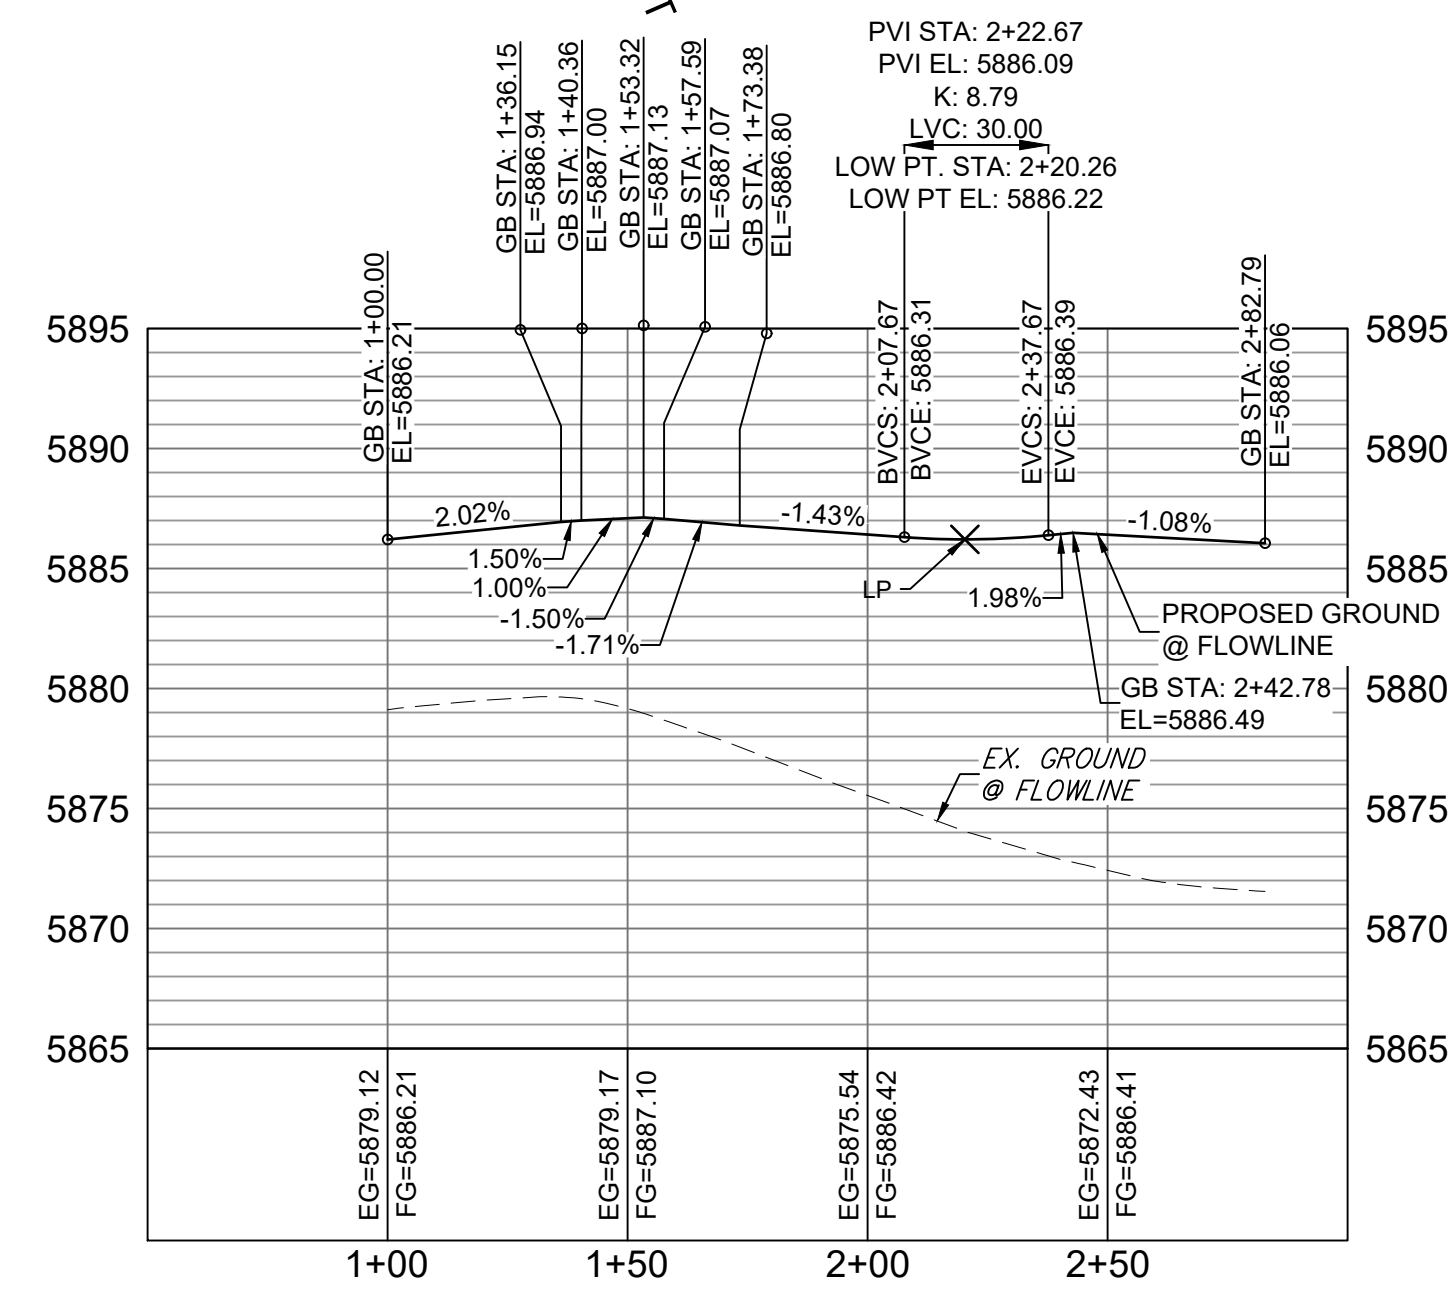 T
PVI STA: 2+22.67
PVI EL: 5886.09
K: 8.79
LVC: 30.00
LOW PT. STA: 2+20.26
LOW PT EL: 5886.22
GB STA: 1+36.15
EL=5886.94
GB STA: 1+40.36
EL=5887.00
GB STA: 1+53.32
EL=5887.13
GB STA: 1+57.59
EL=5887.07
GB STA: 1+73.38
EL=5886.80
GB STA: 1+00.00
EL=5886.21
BVCS: 2+07.67
BVCE: 5886.31
EVCS: 2+37.67
EVCE: 5886.39
GB STA: 2+82.79
EL=5886.06
5895
5895
5890
5890
2.02%
-1.43%
-1.08%
1.50%
5885
5885
1.00%
LP
1.98%
-1.50%
-1.71%
PROPOSED GROUND
@ FLOWLINE
5880
GB STA: 2+42.78
EL=5886.49
5880
EX. GROUND
@ FLOWLINE
5875
5875
5870
5870
5865
5865
EG=5879.12
FG=5886.21
EG=5879.17
FG=5887.10
EG=5875.54
FG=5886.42
EG=5872.43
FG=5886.41
1+00
1+50
2+00
2+50